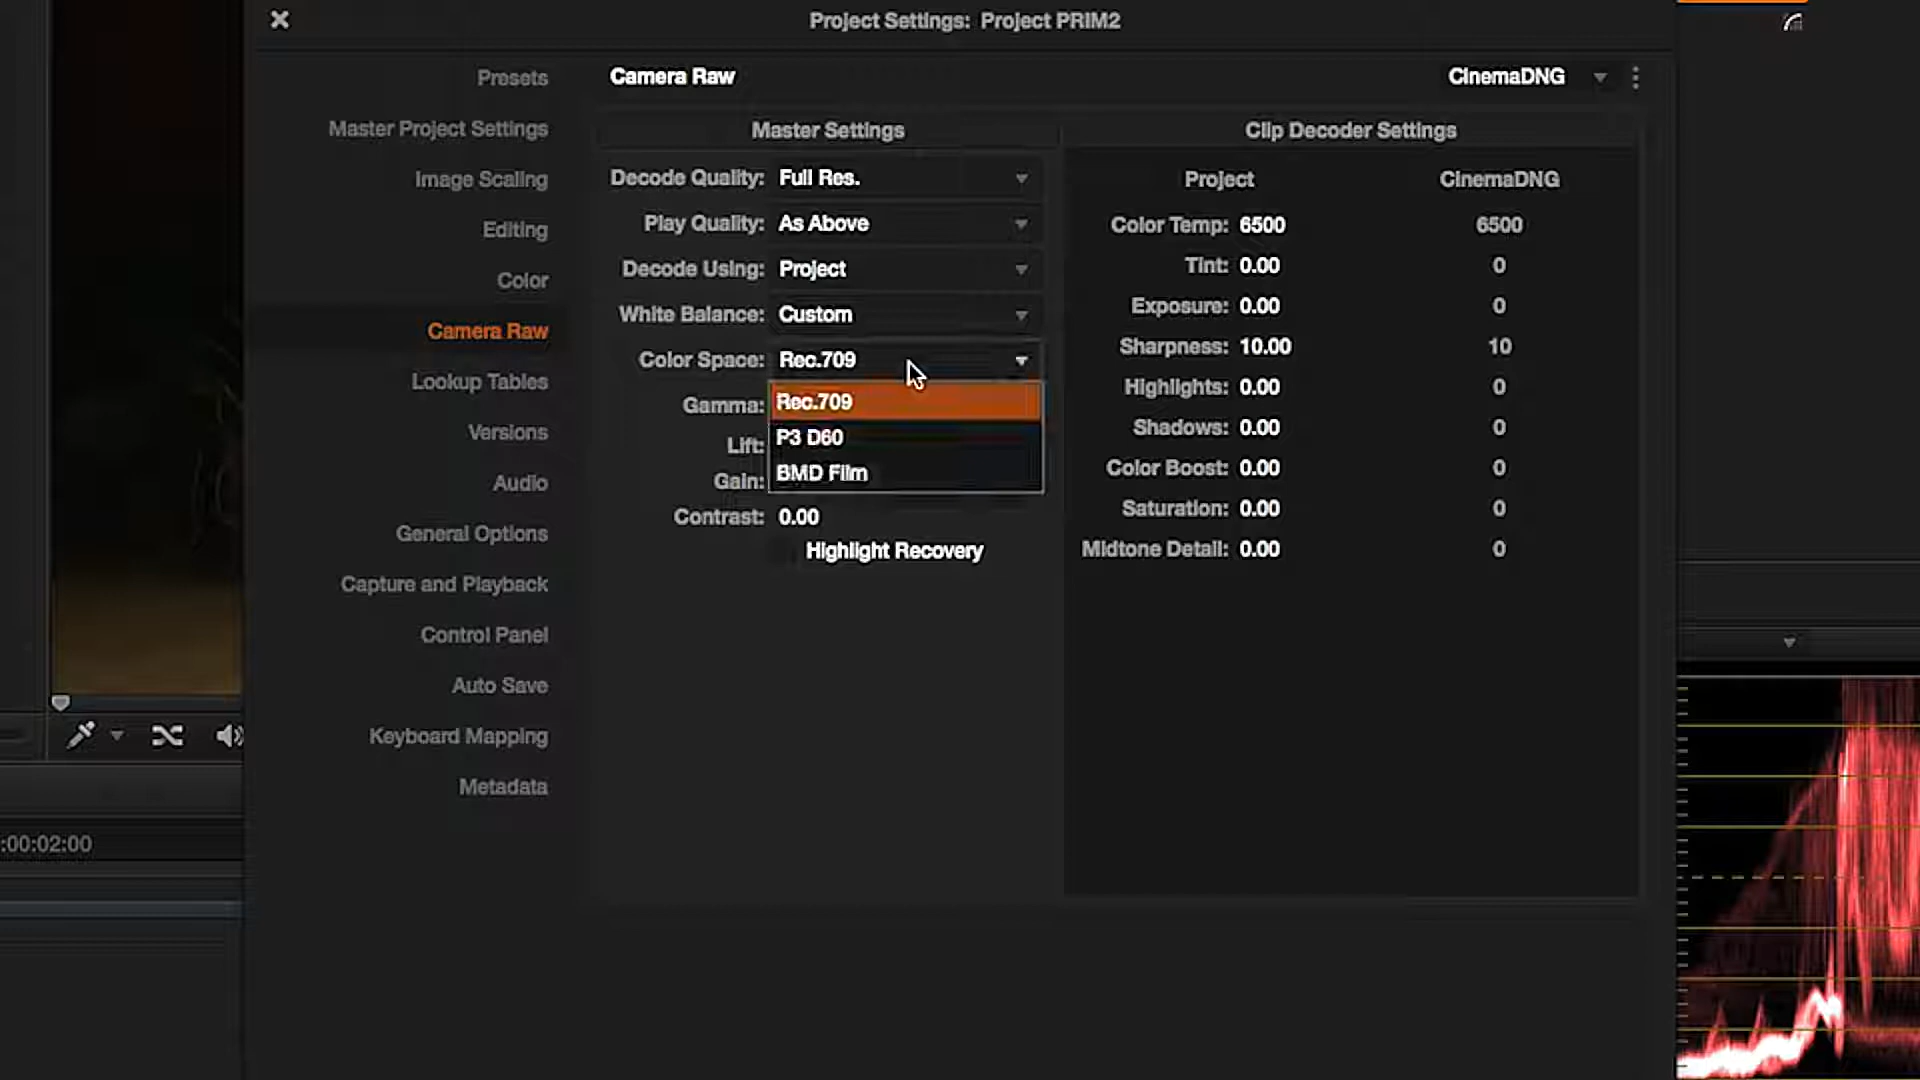 Project Settings: Project PRIM2
Presets
Master Project Settings
Image Scaling
Editing
Color
Camera Raw
Lookup Tables
Versions
Audio
General Options
Capture and Playback
Control Panel
Auto Save
Keyboard Mapping
Metadata
Camera Raw
CinemaDNG
Master Settings
Decode Quality: Full Res.
Play Quality: As Above
Decode Using: Project
White Balance: Custom
Color Space: Rec.709
Rec.709
P3 D60
BMD Film
Gamma:
Lift:
Gain:
Contrast: 0.00
Highlight Recovery
Clip Decoder Settings
Project CinemaDNG
Color Temp: 6500 6500
Tint: 0.00 0
Exposure: 0.00 0
Sharpness: 10.00 10
Highlights: 0.00 0
Shadows: 0.00 0
Color Boost: 0.00 0
Saturation: 0.00 0
Midtone Detail: 0.00 0
:00:02:00